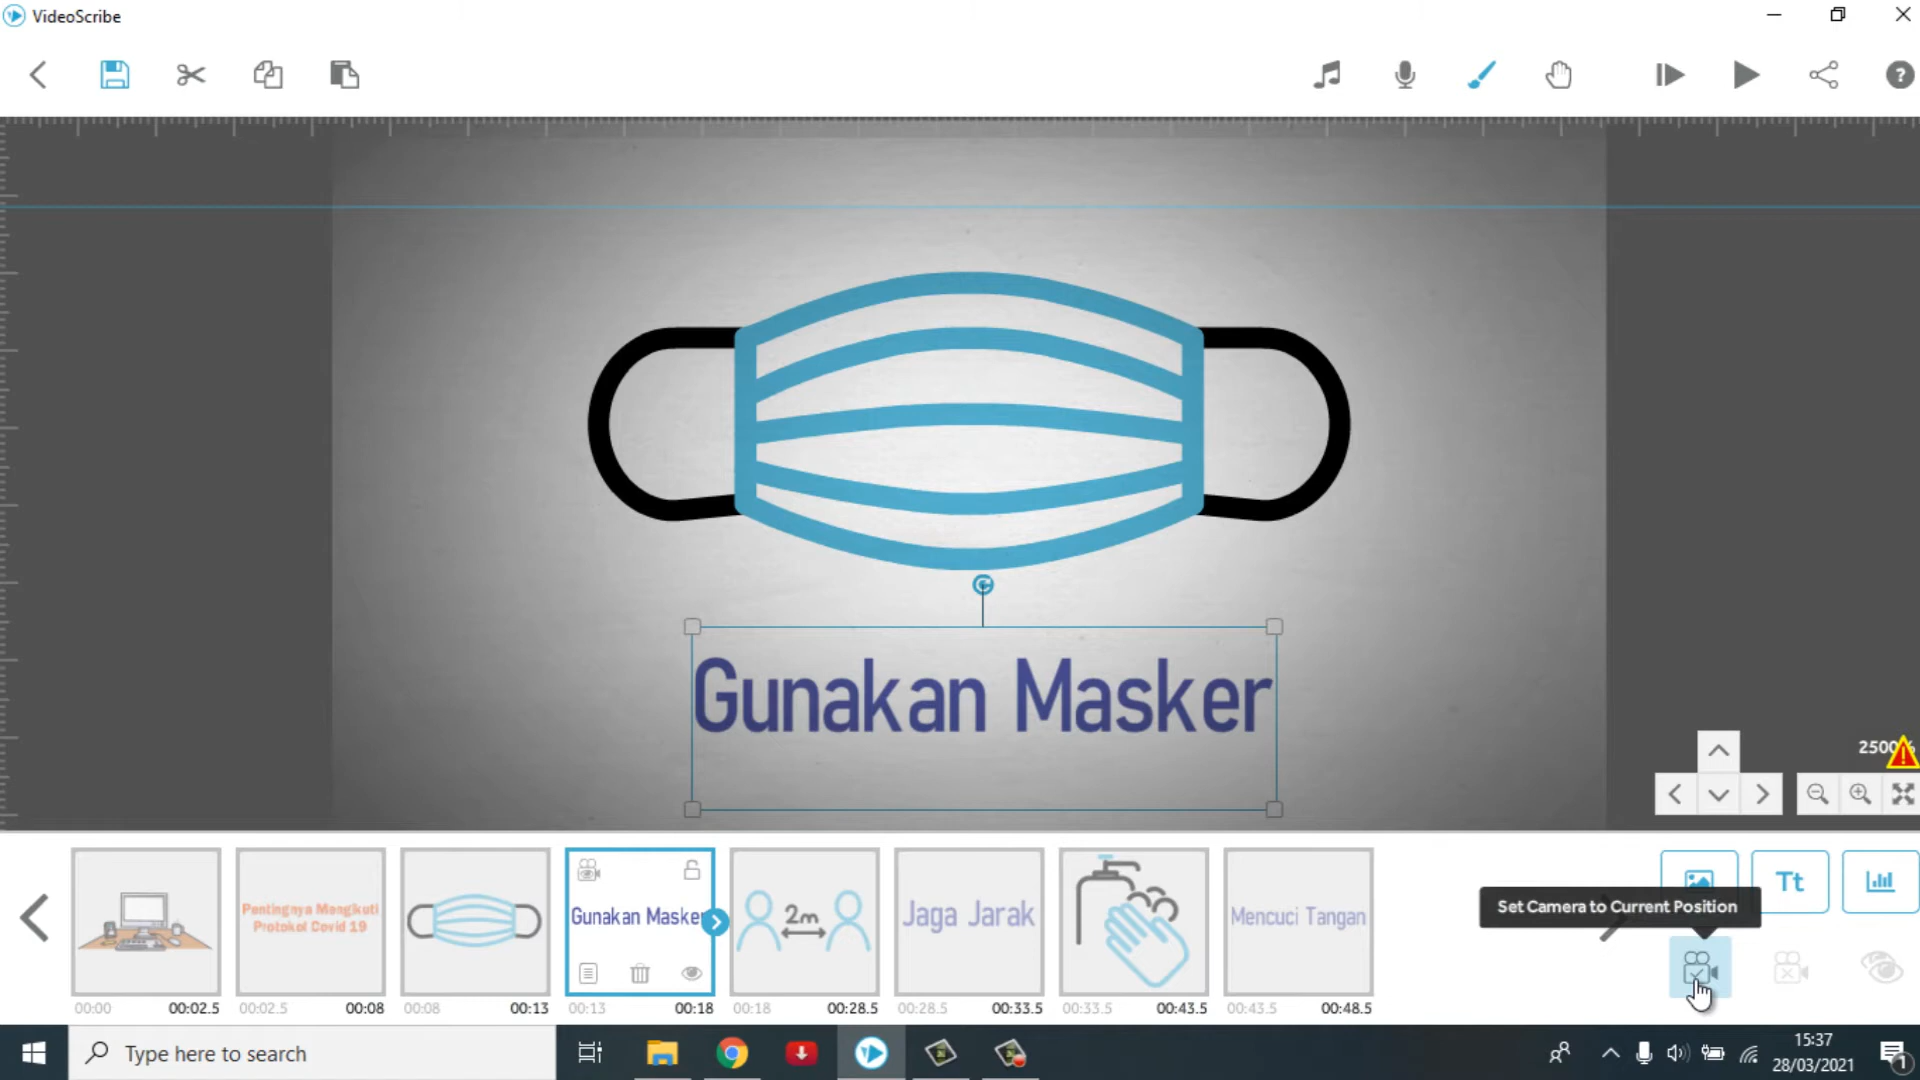 VideoScribe
Gunakan Masker
2500%
Pentingnya Mengikuti
Protokol Covid 19
Gunakan Masker
2m
Jaga Jarak
Mencuci Tangan
Tt
Set Camera to Current Position
00:00 00:02.5
00:02.5 00:08
00:08 00:13
00:13 00:18
00:18 00:28.5
00:28.5 00:33.5
00:33.5 00:43.5
00:43.5 00:48.5
Type here to search
15:37
28/03/2021
1